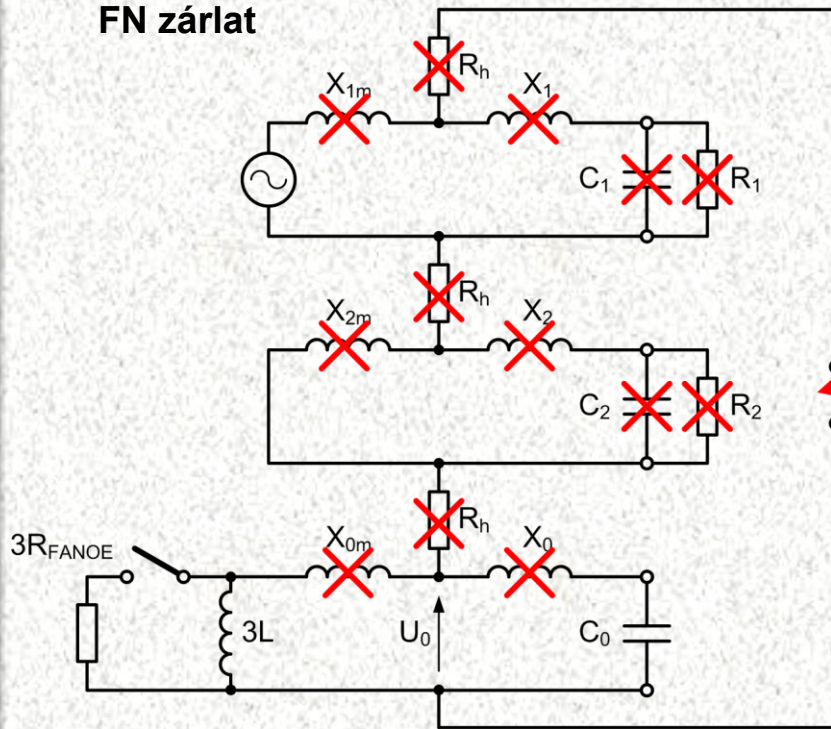 FN zárlat
Rh
X1m
X1
C1
R1
Rh
X2m
X2
C2
R2
3RFANOE
Rh
X0m
X0
3L
U0
C0